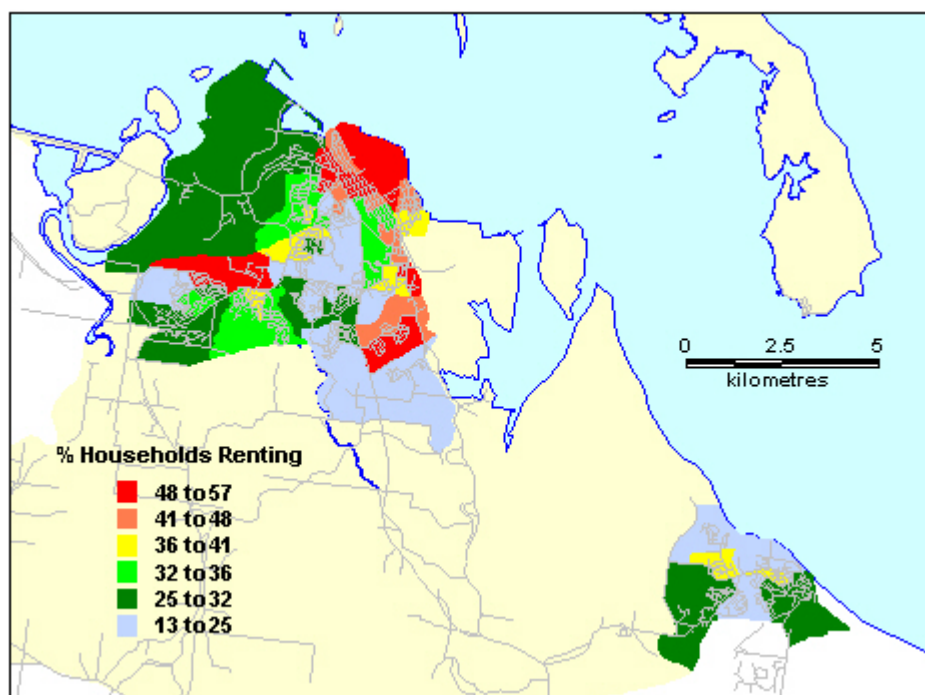 0 2.5 5
kilometres
% Households Renting
48 to 57
41 to 48
36 to 41
32 to 36
25 to 32
13 to 25